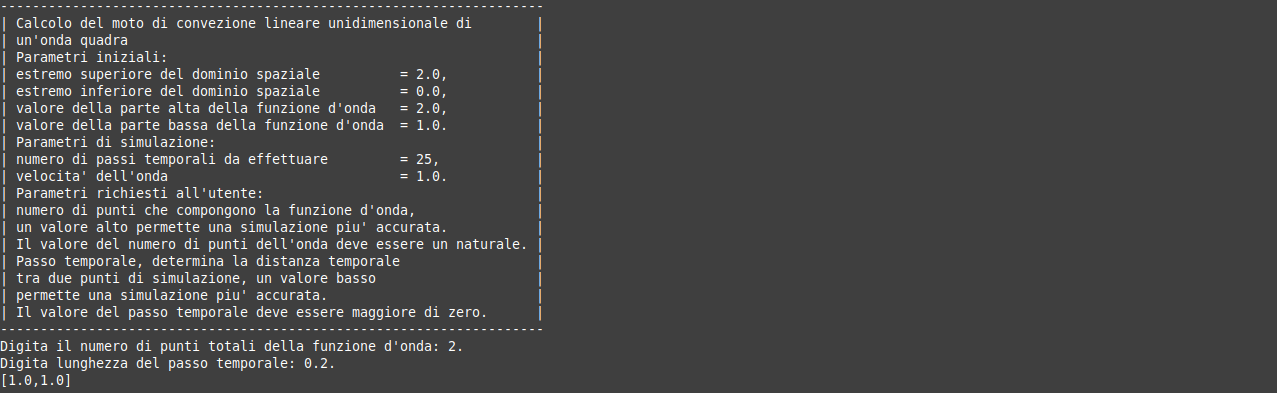 --------------------------------------------------------------------
| Calcolo del moto di convezione lineare unidimensionale di        |
| un'onda quadra                                                   |
| Parametri iniziali:                                              |
| estremo superiore del dominio spaziale          = 2.0,           |
| estremo inferiore del dominio spaziale          = 0.0,           |
| valore della parte alta della funzione d'onda   = 2.0,           |
| valore della parte bassa della funzione d'onda  = 1.0.           |
| Parametri di simulazione:                                        |
| numero di passi temporali da effettuare         = 25,            |
| velocita' dell'onda                             = 1.0.           |
| Parametri richiesti all'utente:                                  |
| numero di punti che compongono la funzione d'onda,               |
| un valore alto permette una simulazione piu' accurata.           |
| Il valore del numero di punti dell'onda deve essere un naturale. |
| Passo temporale, determina la distanza temporale                 |
| tra due punti di simulazione, un valore basso                    |
| permette una simulazione piu' accurata.                          |
| Il valore del passo temporale deve essere maggiore di zero.      |
--------------------------------------------------------------------
Digita il numero di punti totali della funzione d'onda: 2.
Digita lunghezza del passo temporale: 0.2.
[1.0,1.0]